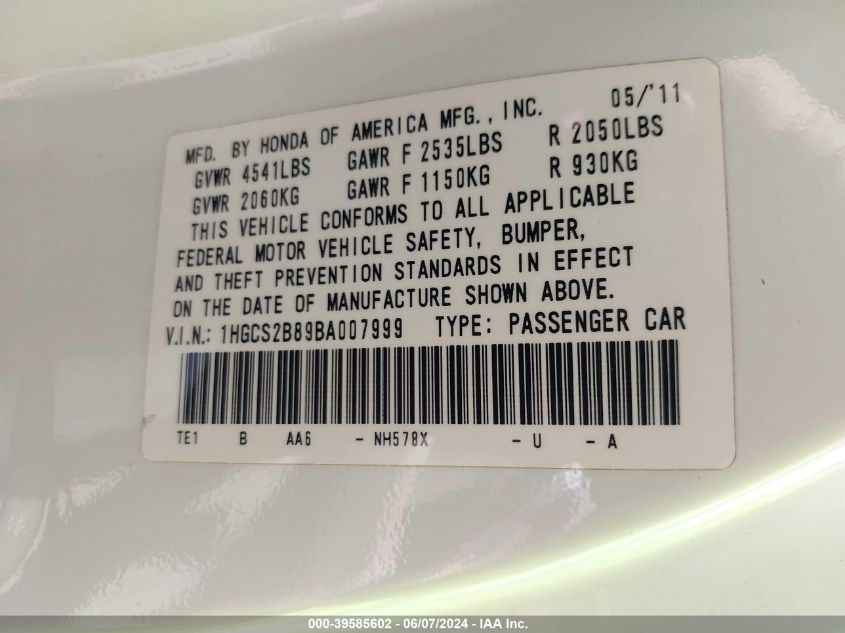 05/'11
MFD. BY HONDA OF AMERICA MFG., INC.
GVWR 4541LBS GAWR F 2535LBS R 2050LBS
GVWR 2060KG GAWR F 1150KG R 930KG
THIS VEHICLE CONFORMS TO ALL APPLICABLE
FEDERAL MOTOR VEHICLE SAFETY, BUMPER,
AND THEFT PREVENTION STANDARDS IN EFFECT
ON THE DATE OF MANUFACTURE SHOWN ABOVE.
V.I.N.: 1HGCS2B89BA007999 TYPE: PASSENGER CAR
TE1 B AA6 - NH578X - U - A
000-39585602 - 06/07/2024 - IAA Inc.